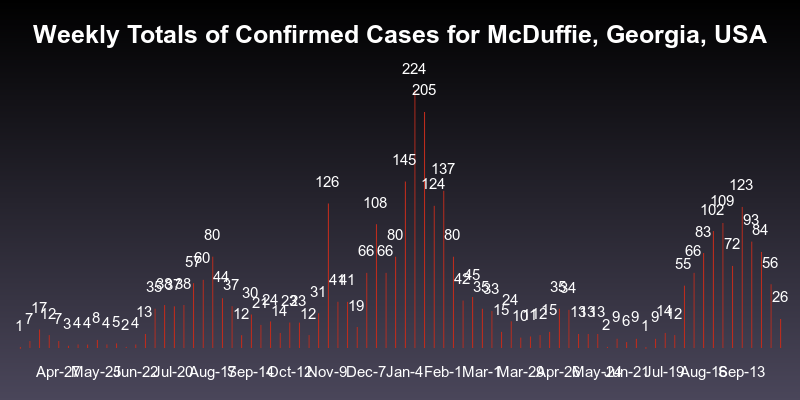 Weekly Totals of Confirmed Cases for McDuffie, Georgia, USA
1 7 17 12 7 3 4 4 8 4 5 2 4 13 35 38 37 38 57 60 80 44 37 12 30 21 24 14 23 23 12 31 126 41 41 19 66 108 66 80 145 224 205 124 137 80 42 45 35 33 15 24 10 11 12 15 35 34 13 13 13 2 9 6 9 1 9 14 12 55 66 83 102 109 72 123 93 84 56 26
Apr-27 May-25 Jun-22 Jul-20 Aug-17 Sep-14 Oct-12 Nov-9 Dec-7 Jan-4 Feb-1 Mar-1 Mar-29 Apr-26 May-24 Jun-21 Jul-19 Aug-16 Sep-13